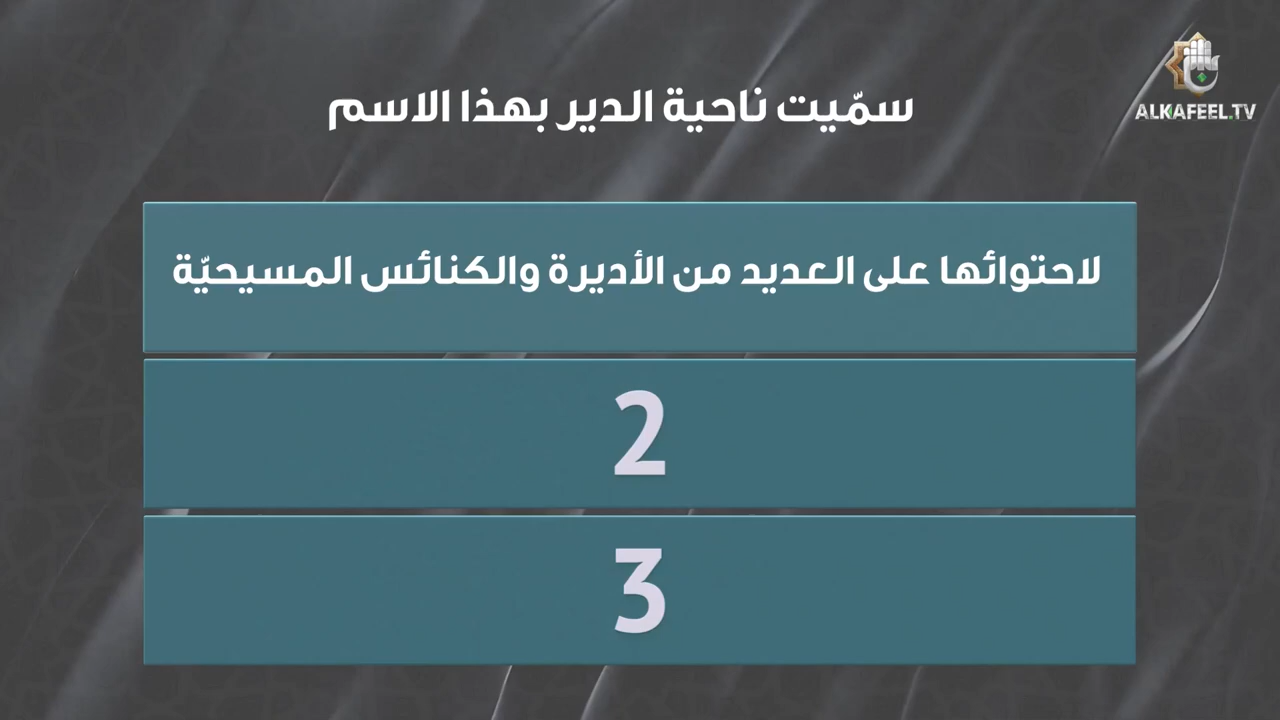 ALKAFEEL.TV
سمّيت ناحية الدير بهذا الاسم
لاحتوائها على العديد من الأديرة والكنائس المسيحيّة
2
3